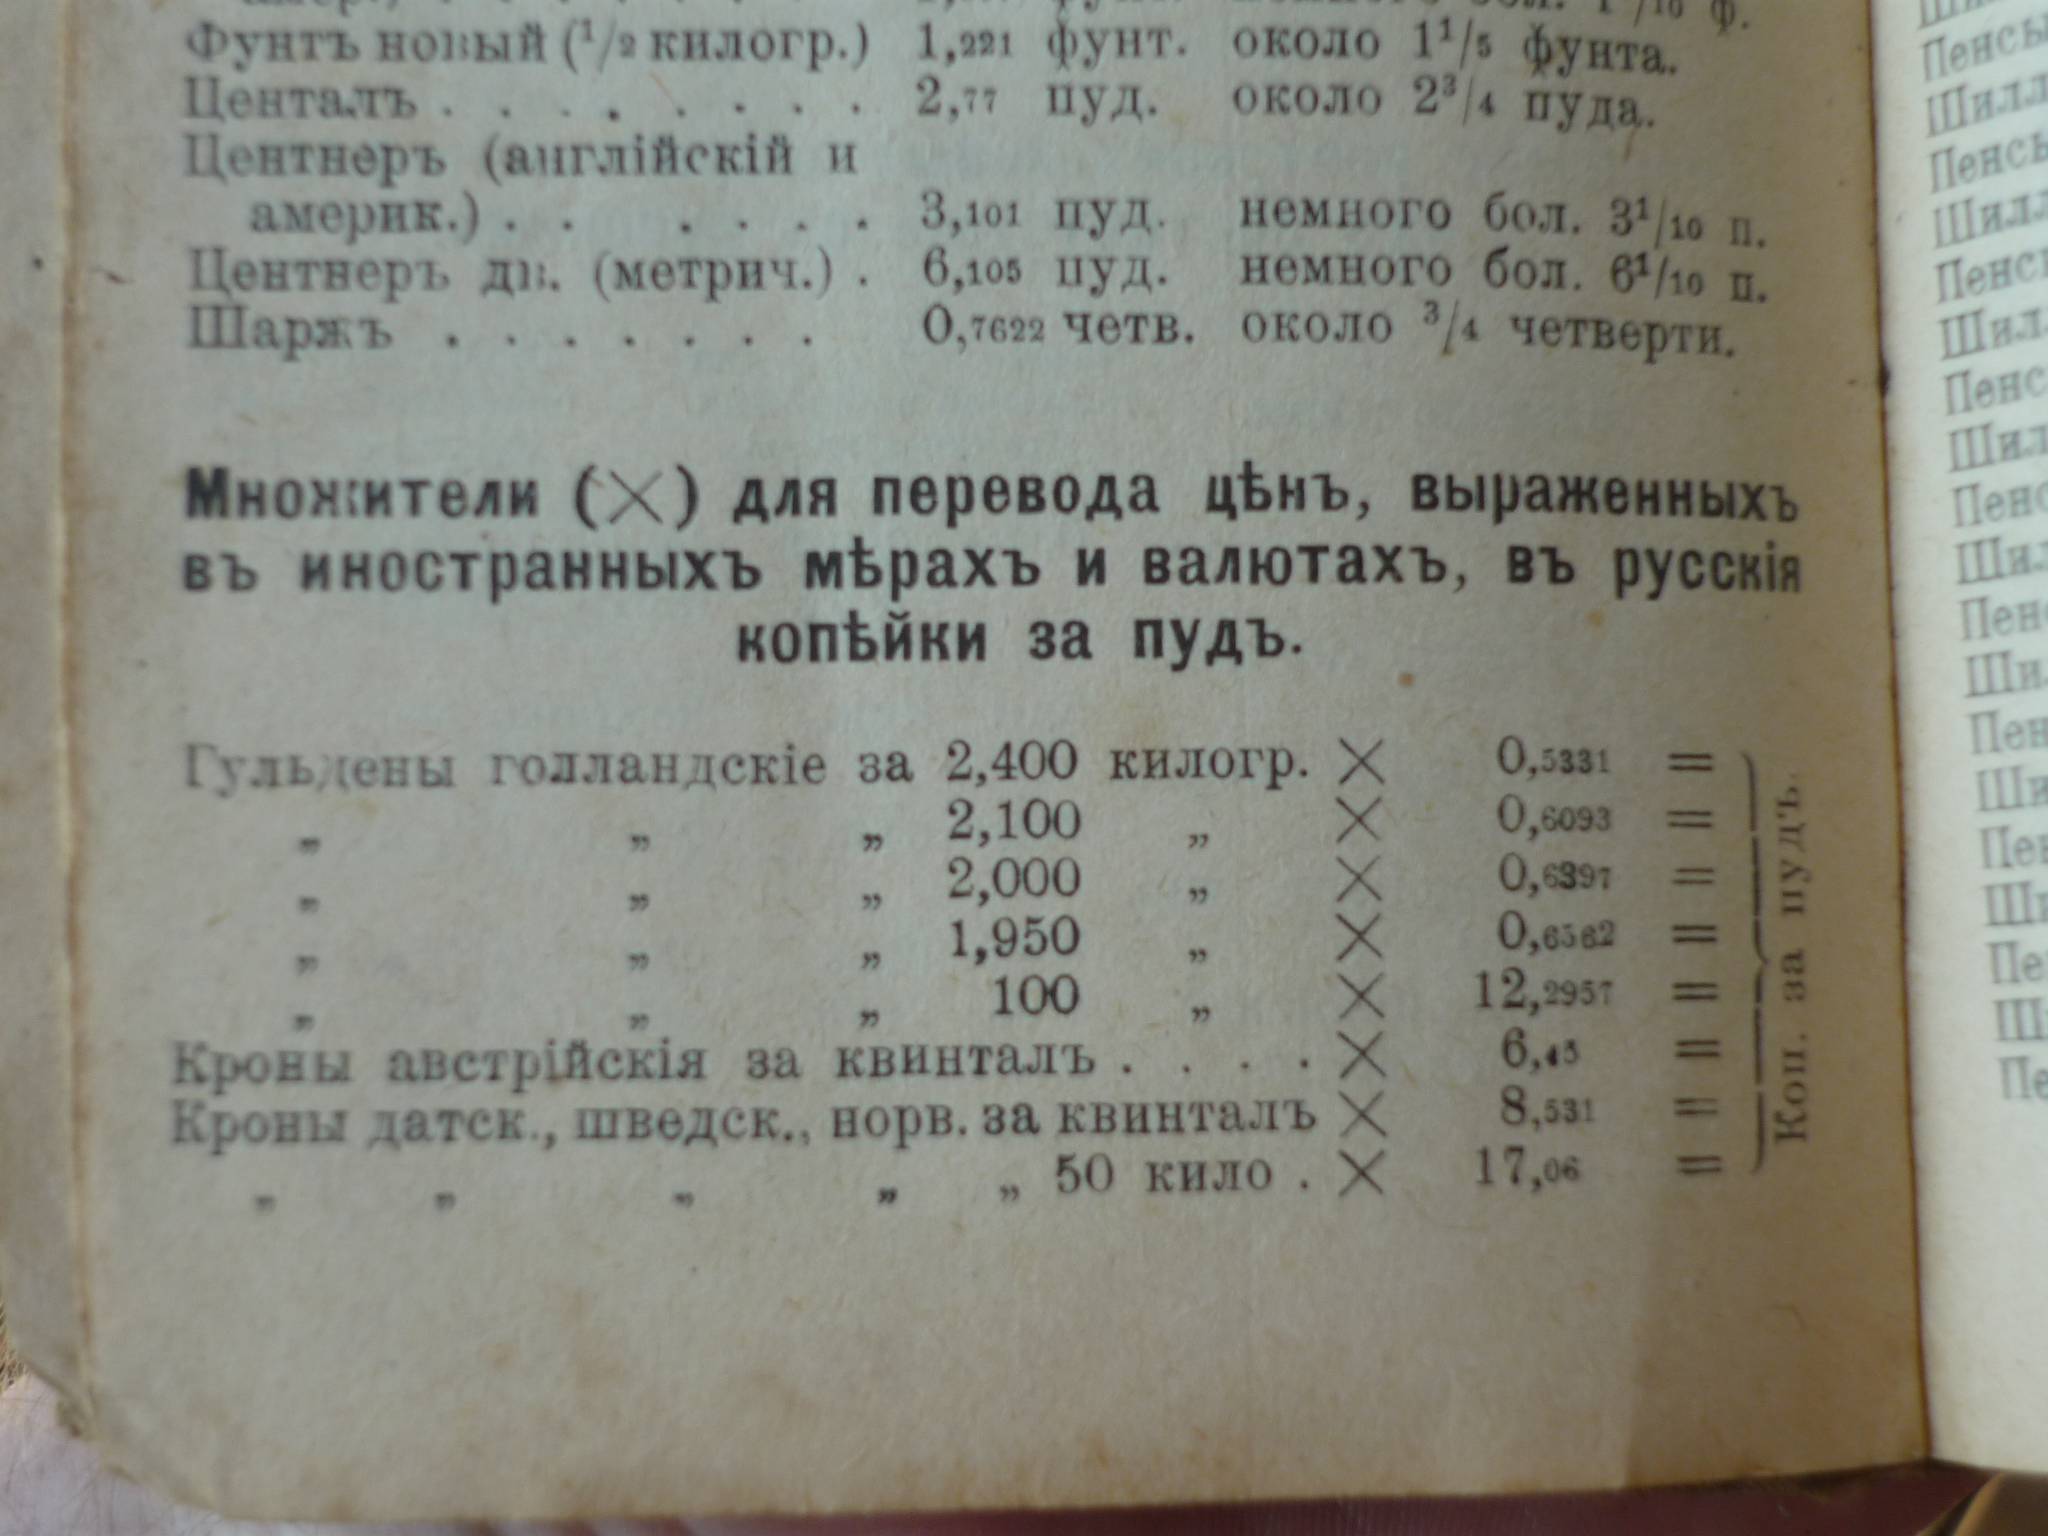 Фунтъ новый (1/2 килогр.) 1,221 фунт. около 1 1/5 фунта.
Центалъ . . . . . . . . 2,77 пуд. около 2 3/4 пуда.
Центнеръ (англійскій и
америк.) . . . . . . 3,101 пуд. немного бол. 3 1/10 п.
Центнеръ дв. (метрич.) . 6,105 пуд. немного бол. 6 1/10 п.
Шаржъ . . . . . . . 0,7622 четв. около 3/4 четверти.
Множители (×) для перевода цѣнъ, выраженныхъ
въ иностранныхъ мѣрахъ и валютахъ, въ русскія
копѣйки за пудъ.
Гульдены голландскіе за 2,400 килогр. × 0,5331 =
„ „ „ 2,100 „ × 0,6093 =
„ „ „ 2,000 „ × 0,6397 =
„ „ „ 1,950 „ × 0,6562 =
„ „ „ 100 „ × 12,2957 =
Кроны австрійскія за квинталъ . . . . × 6,45 =
Кроны датск., шведск., норв. за квинталъ × 8,531 =
„ „ „ „ „ 50 кило . × 17,06 =
Коп. за пудъ.